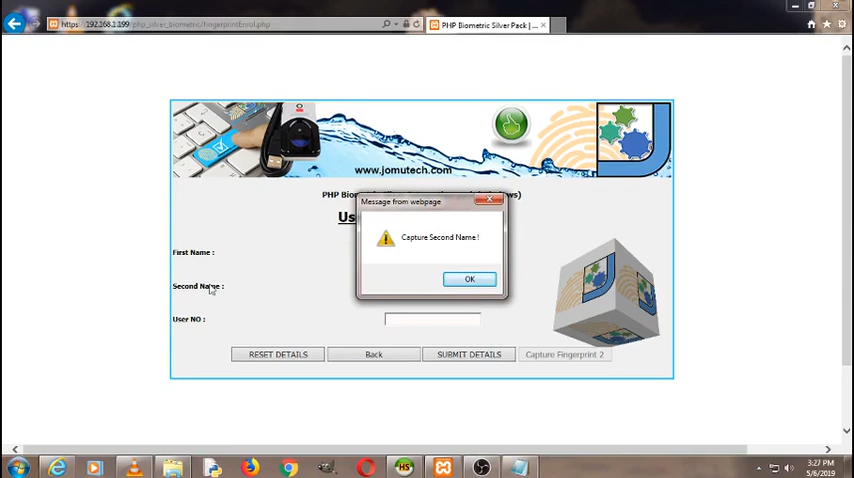 https://192.168.1.199/php_silver_biometric/fingerprintEnrol.php
PHP Biometric Silver Pack | ...
www.jomutech.com
PHP
Message from webpage
Us
Capture Second Name!
OK
First Name :
Second Name :
User NO :
RESET DETAILS
Back
SUBMIT DETAILS
Capture Fingerprint 2
HS
3:27 PM
5/6/2019